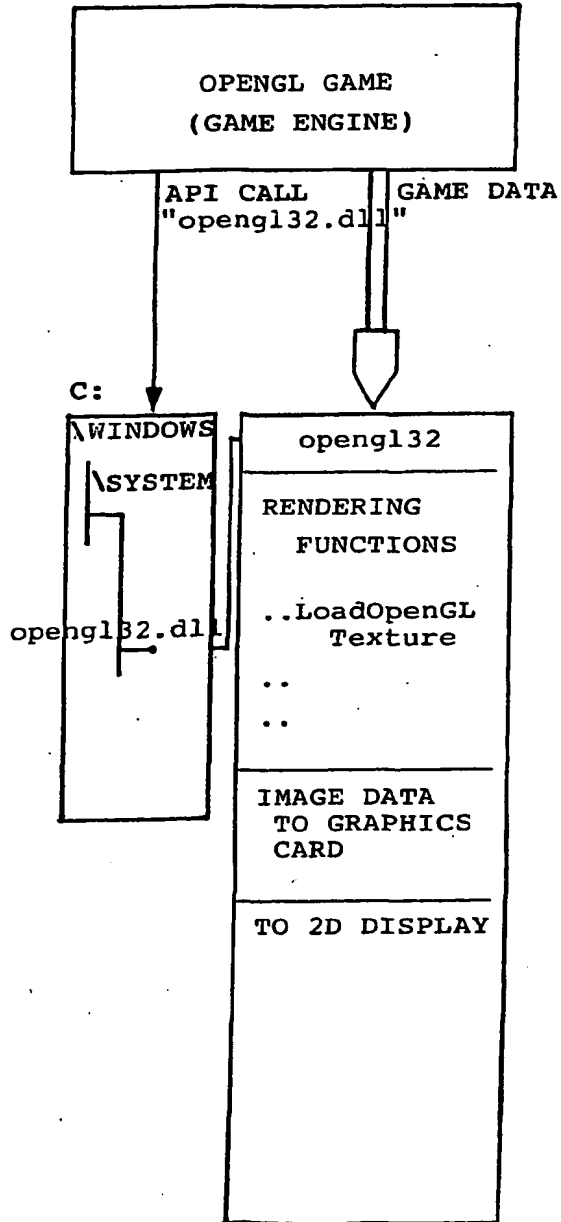 OPENGL GAME
(GAME ENGINE)
API CALL
"opengl32.dll"
GAME DATA
C:
\WINDOWS
\SYSTEM
opengl32.dll
opengl32
RENDERING
FUNCTIONS
..LoadOpenGL
Texture
..
..
IMAGE DATA
TO GRAPHICS
CARD
TO 2D DISPLAY